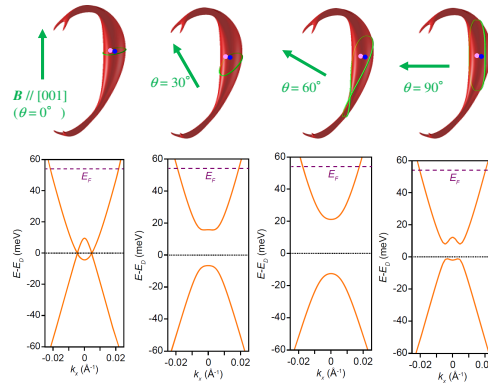 B // [001]
(θ=0° )
θ=30°
θ=60°
θ=90°
60
40
20
0
-20
-40
-60
E-E_D (meV)
E_F
-0.02
0
0.02
k_x (Å⁻¹)
60
40
20
0
-20
-40
-60
E-E_D (meV)
E_F
-0.02
0
0.02
k_x (Å⁻¹)
60
40
20
0
-20
-40
-60
E-E_D (meV)
E_F
-0.02
0
0.02
k_x (Å⁻¹)
60
40
20
0
-20
-40
-60
E-E_D (meV)
E_F
-0.02
0
0.02
k_x (Å⁻¹)